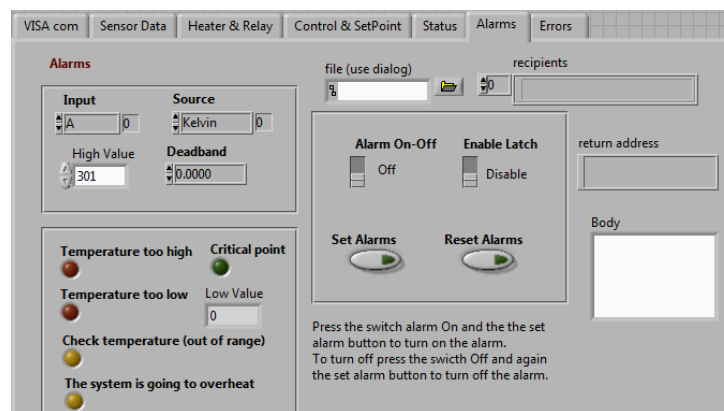 VISA com
Sensor Data
Heater & Relay
Control & SetPoint
Status
Alarms
Errors
Alarms
Input
Source
A
0
Kelvin
0
High Value
Deadband
301
0.0000
Temperature too high
Critical point
Temperature too low
Low Value
0
Check temperature (out of range)
The system is going to overheat
file (use dialog)
recipients
0
Alarm On-Off
Enable Latch
Off
Disable
Set Alarms
Reset Alarms
Press the switch alarm On and the the set
alarm button to turn on the alarm.
To turn off press the swicth Off and again
the set alarm button to turn off the alarm.
return address
Body